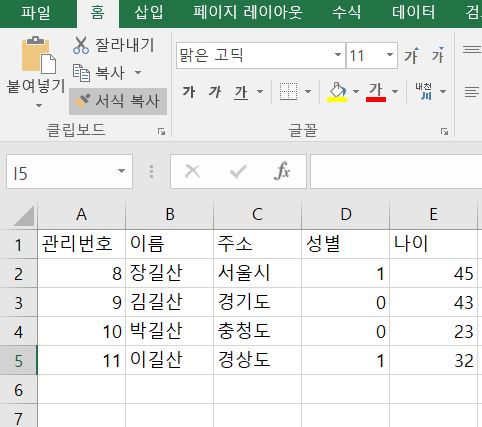 파일 홈 삽입 페이지 레이아웃 수식 데이터
잘라내기
복사
서식 복사
붙여넣기
클립보드
맑은 고딕 11 가 가
가 가 가 가 내천
글꼴
I5 fx
A B C D E
1 관리번호 이름 주소 성별 나이
2 8 장길산 서울시 1 45
3 9 김길산 경기도 0 43
4 10 박길산 충청도 0 23
5 11 이길산 경상도 1 32
6
7